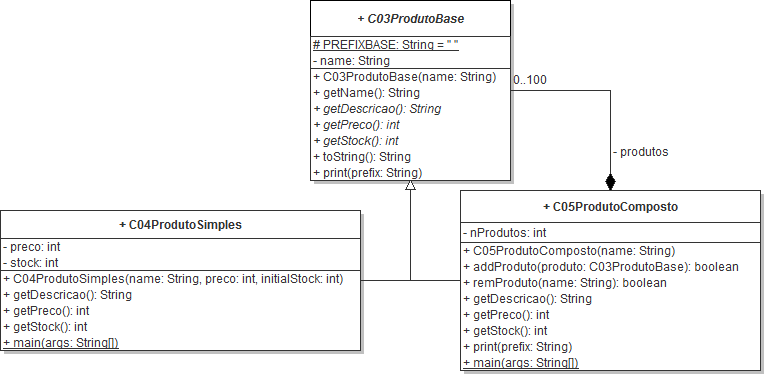 + C03ProdutoBase
# PREFIXBASE: String = " "
- name: String
+ C03ProdutoBase(name: String)
+ getName(): String
+ getDescricao(): String
+ getPreco(): int
+ getStock(): int
+ toString(): String
+ print(prefix: String)
0..100
- produtos
+ C04ProdutoSimples
- preco: int
- stock: int
+ C04ProdutoSimples(name: String, preco: int, initialStock: int)
+ getDescricao(): String
+ getPreco(): int
+ getStock(): int
+ main(args: String[])
+ C05ProdutoComposto
- nProdutos: int
+ C05ProdutoComposto(name: String)
+ addProduto(produto: C03ProdutoBase): boolean
+ remProduto(name: String): boolean
+ getDescricao(): String
+ getPreco(): int
+ getStock(): int
+ print(prefix: String)
+ main(args: String[])